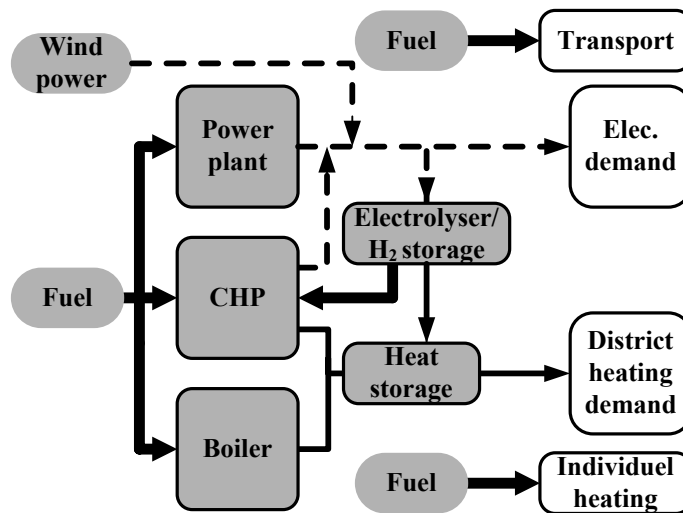 Wind
power
Fuel
Transport
Power
plant
Elec.
demand
Electrolyser/
H₂ storage
Fuel
CHP
Heat
storage
District
heating
demand
Boiler
Fuel
Individuel
heating